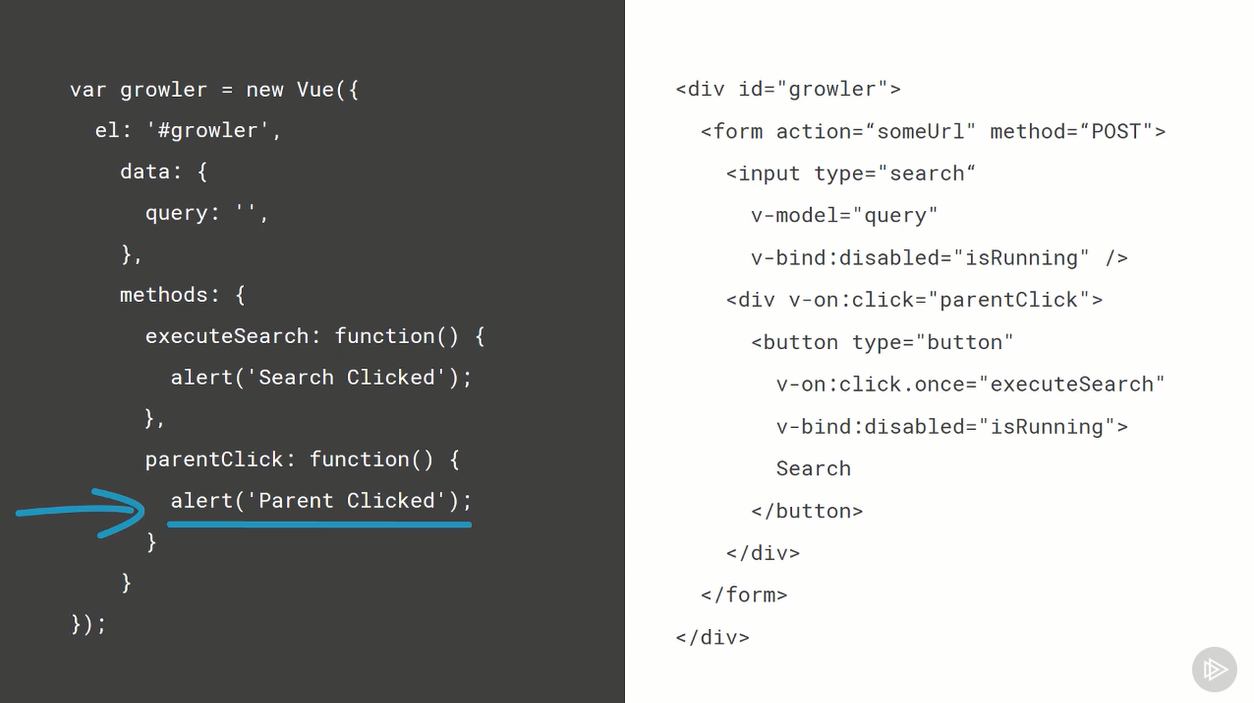 var growler = new Vue({
el: '#growler',
data: {
query: '',
},
methods: {
executeSearch: function() {
alert('Search Clicked');
},
parentClick: function() {
alert('Parent Clicked');
}
}
});
<div id="growler">
<form action=“someUrl" method=“POST">
<input type="search“
v-model="query"
v-bind:disabled="isRunning" />
<div v-on:click="parentClick">
<button type="button"
v-on:click.once="executeSearch"
v-bind:disabled="isRunning">
Search
</button>
</div>
</form>
</div>